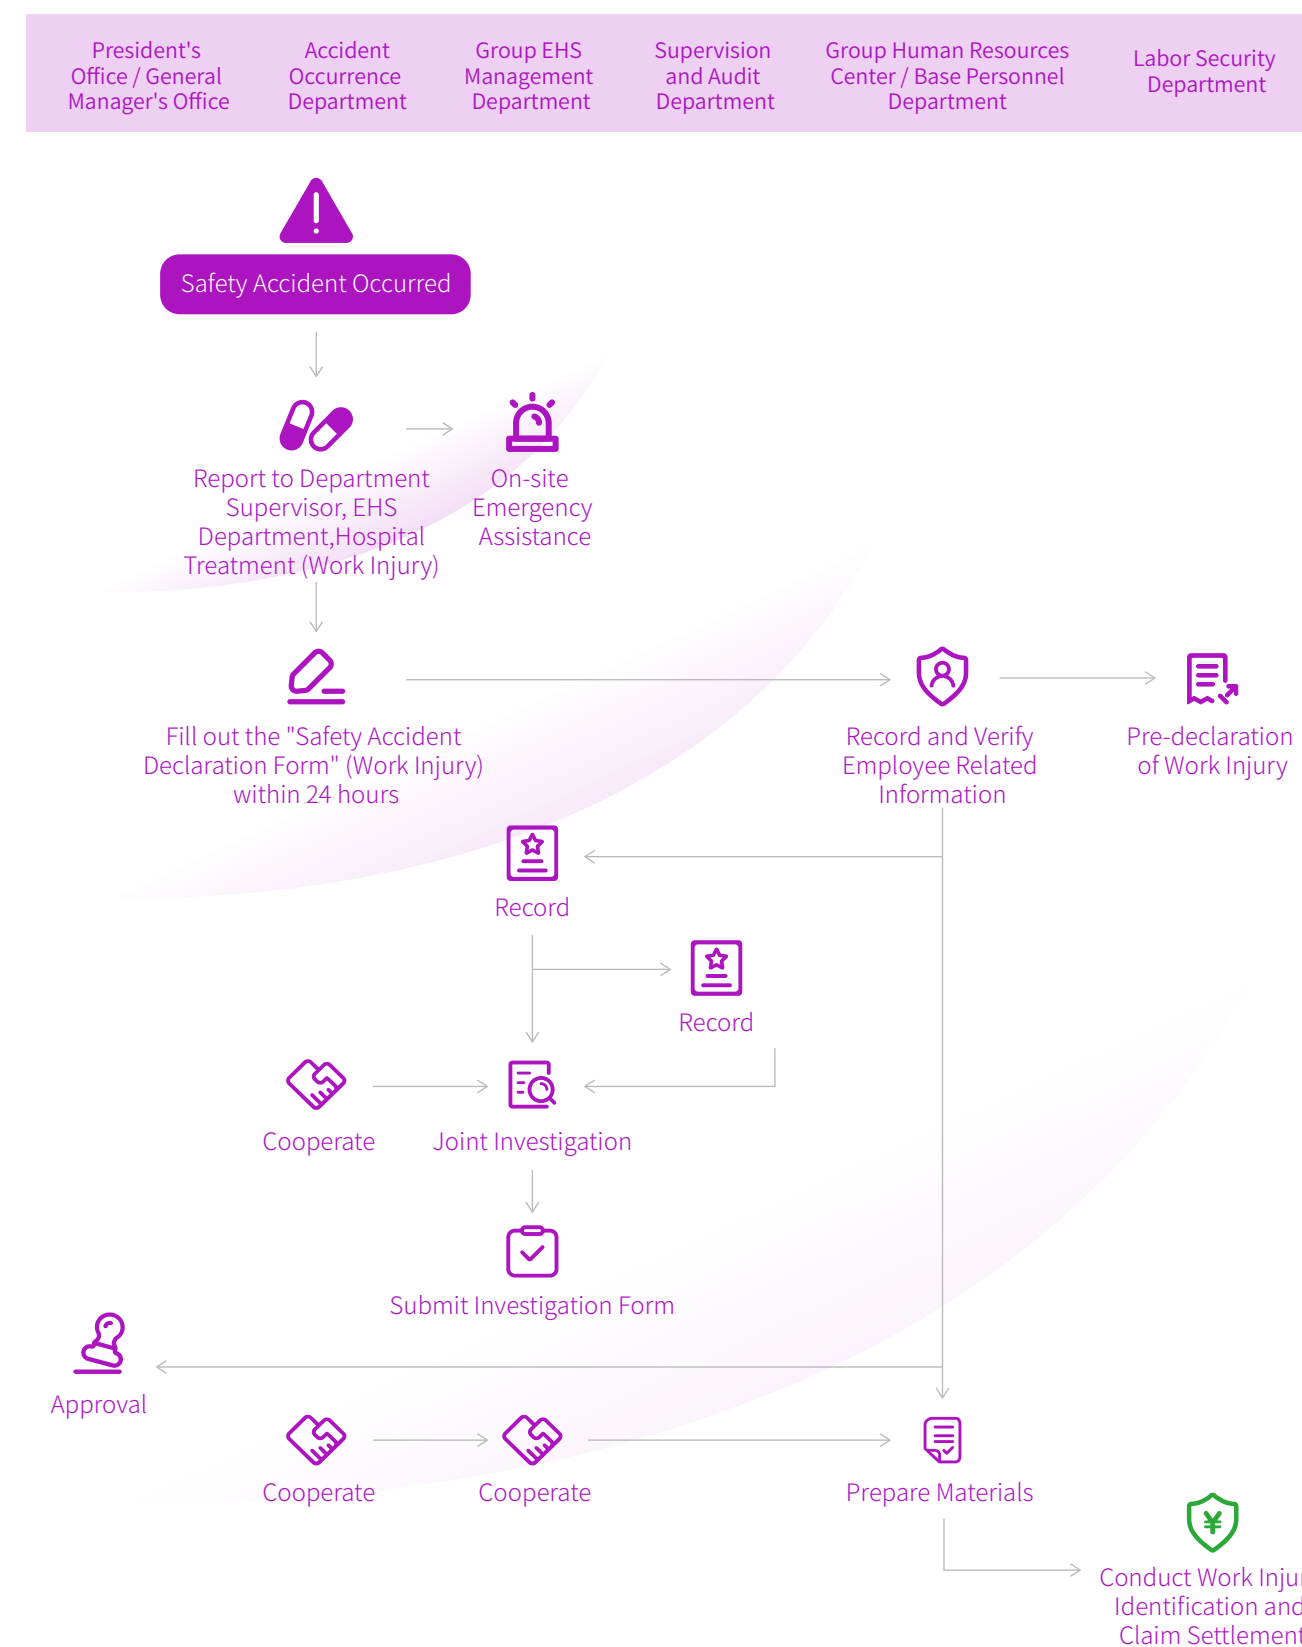 President's
Office / General
Manager's Office
Accident
Occurrence
Department
Group EHS
Management
Department
Supervision
and Audit
Department
Group Human Resources
Center / Base Personnel
Department
Labor Security
Department
Safety Accident Occurred
Report to Department
Supervisor, EHS
Department,Hospital
Treatment (Work Injury)
On-site
Emergency
Assistance
Fill out the "Safety Accident
Declaration Form" (Work Injury)
within 24 hours
Record and Verify
Employee Related
Information
Pre-declaration
of Work Injury
Record
Record
Cooperate
Joint Investigation
Submit Investigation Form
Approval
Cooperate
Cooperate
Prepare Materials
¥
Conduct Work
Identification and
Claim Settlement